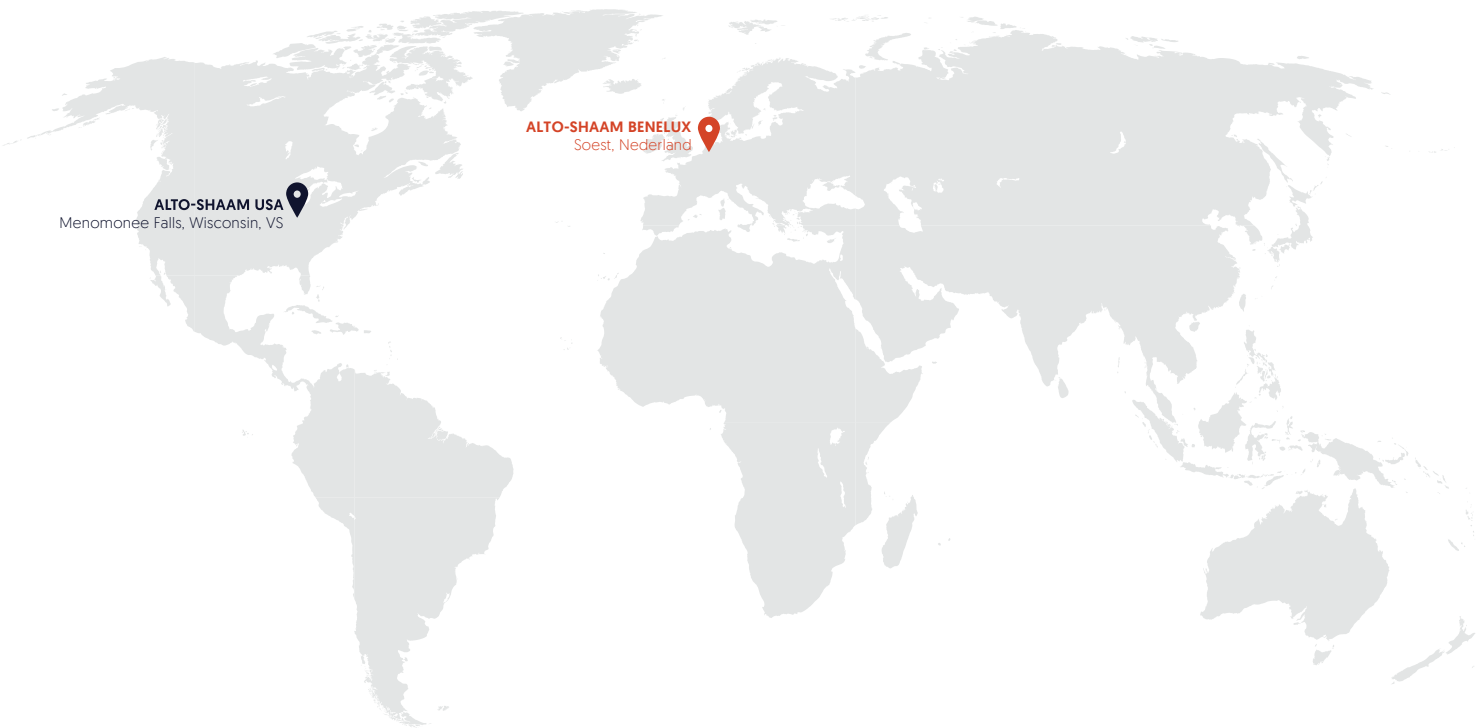 ALTO-SHAAM BENELUX
Soest, Nederland
ALTO-SHAAM USA
Menomonee Falls, Wisconsin, VS